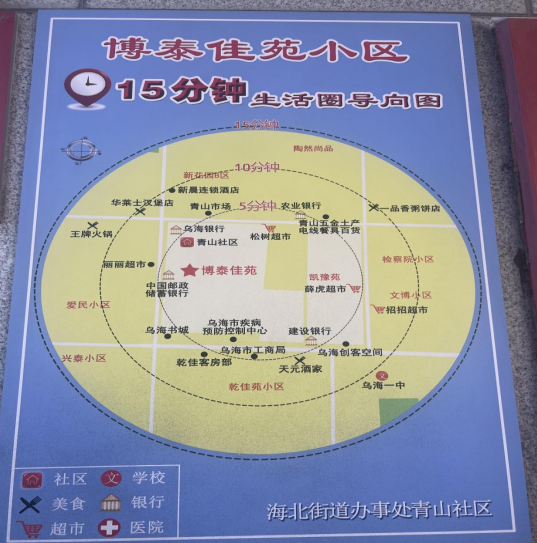 博泰佳苑小区
15分钟生活圈导向图
15分钟
陶然尚品
10分钟
新花园B区
新晨连锁酒店
华莱士汉堡店
5分钟
农业银行
青山市场
一品香粥饼店
青山五金土产
电线餐具百货
王牌火锅
乌海银行
松树超市
青山社区
检察院小区
丽丽超市
博泰佳苑
凯豫苑
中国邮政
储蓄银行
薛虎超市
文博小区
爱民小区
招招超市
乌海市疾病
预防控制中心
乌海书城
建设银行
乌海市工商局
乌海创客空间
兴泰小区
乾佳客房部
天元酒家
乾佳苑小区
文
乌海一中
社区
文
学校
美食
银行
超市
医院
海北街道办事处青山社区